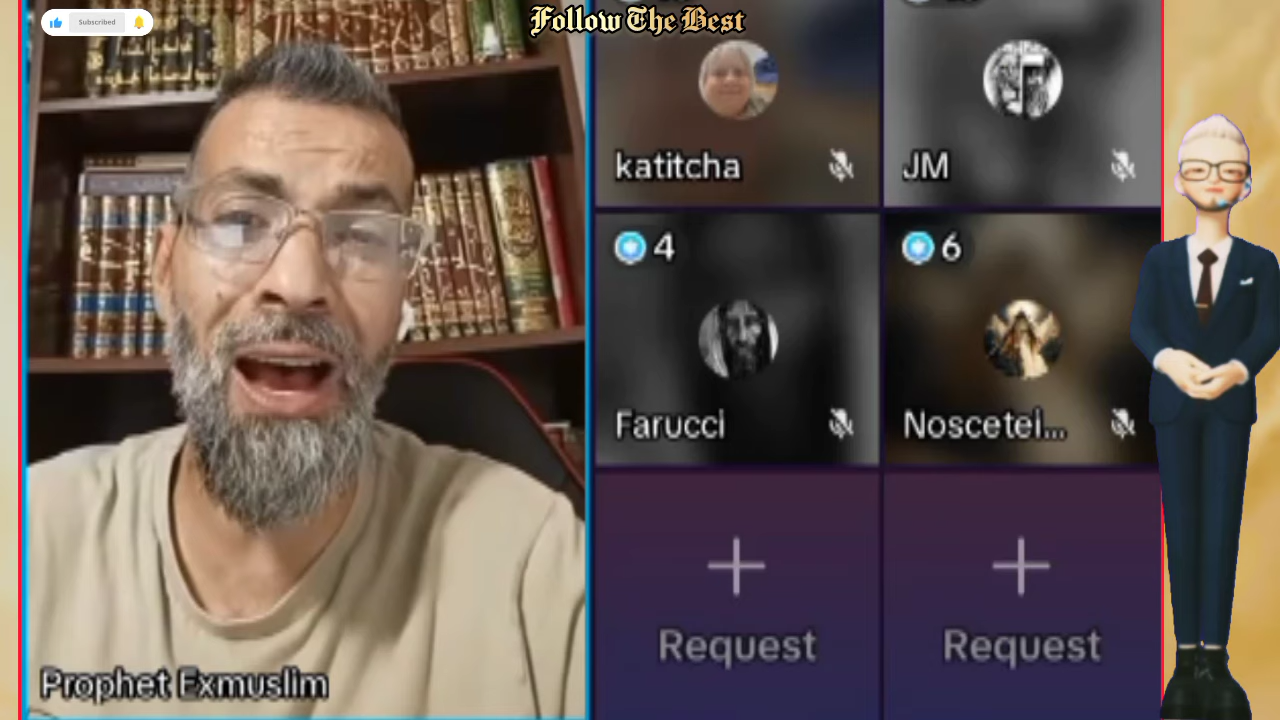 Subscribed
Follow The Best
katitcha
JM
4
6
Farucci
Noscetel...
Request
Request
Prophet Exmuslim